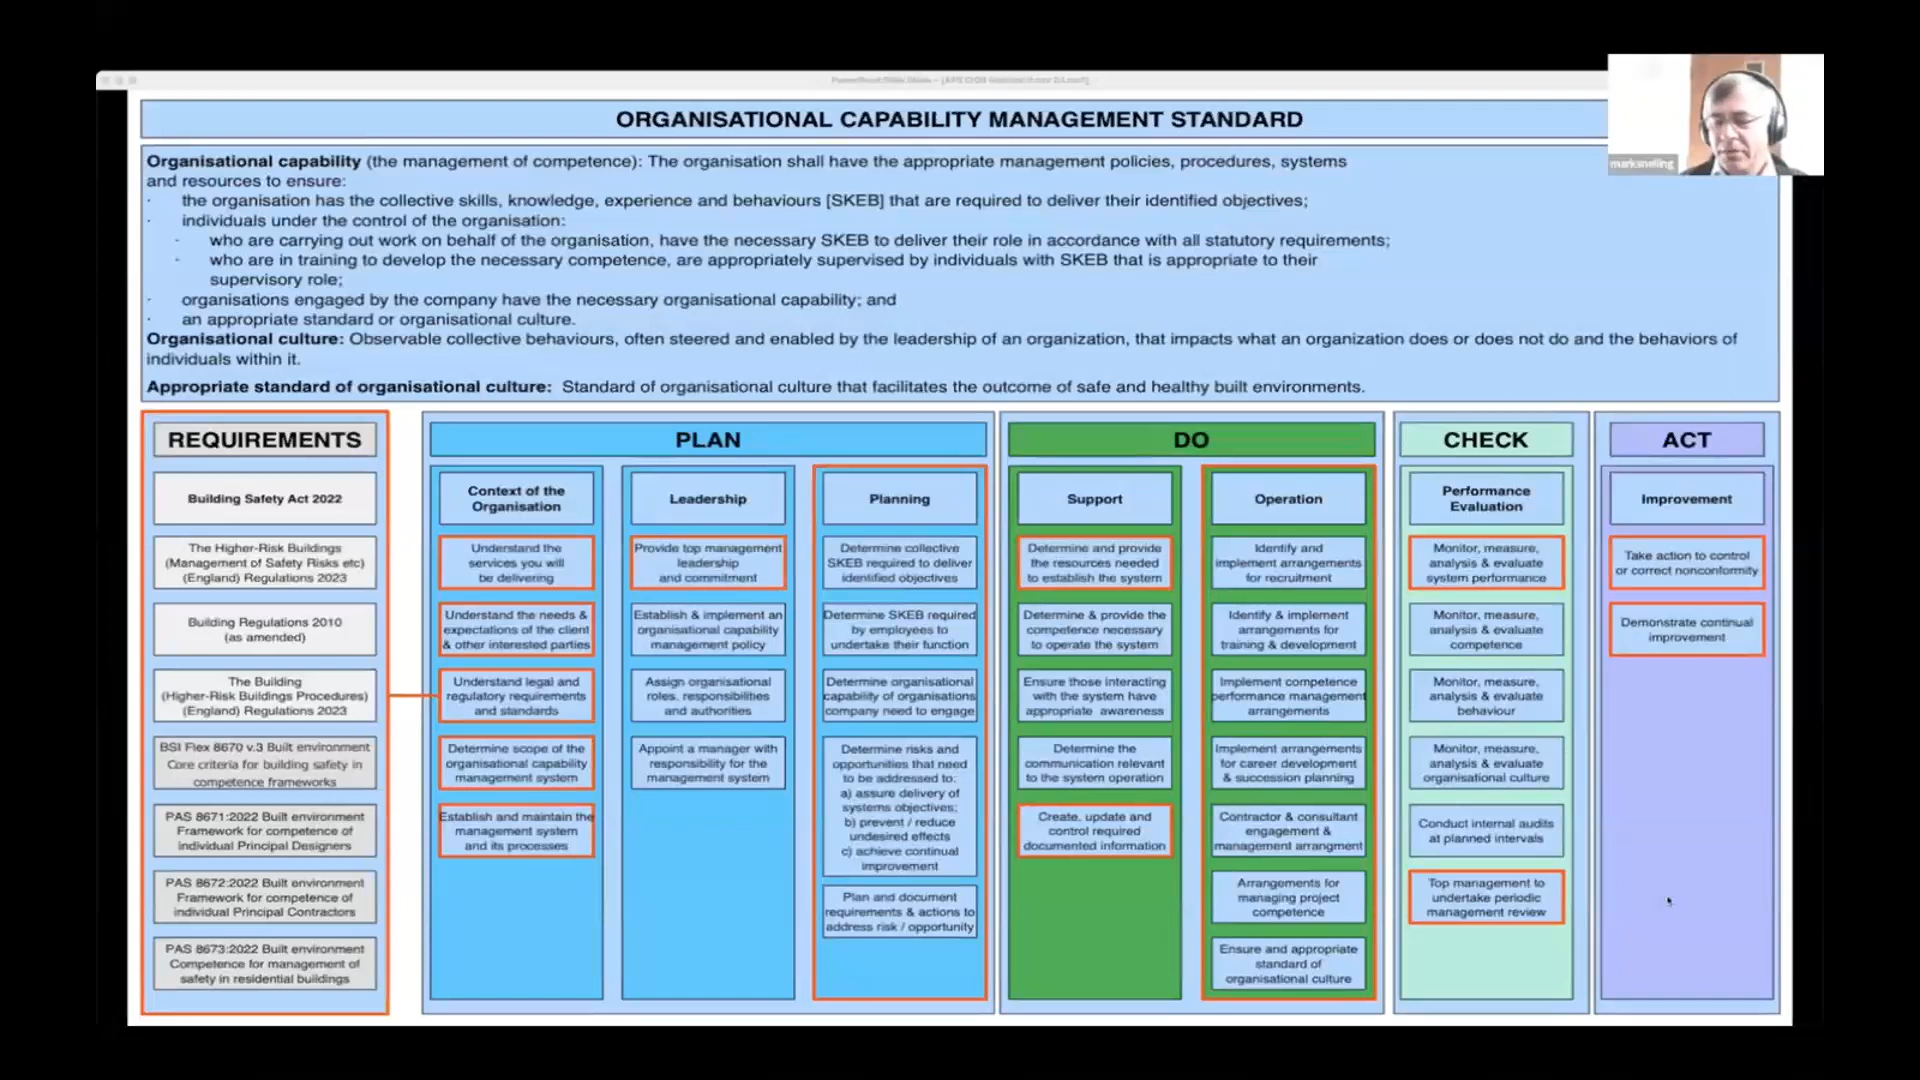 ORGANISATIONAL CAPABILITY MANAGEMENT STANDARD
marksnelling
Organisational capability (the management of competence): The organisation shall have the appropriate management policies, procedures, systems
and resources to ensure:
· the organisation has the collective skills, knowledge, experience and behaviours [SKEB] that are required to deliver their identified objectives;
· individuals under the control of the organisation:
· who are carrying out work on behalf of the organisation, have the necessary SKEB to deliver their role in accordance with all statutory requirements;
· who are in training to develop the necessary competence, are appropriately supervised by individuals with SKEB that is appropriate to their
supervisory role;
· organisations engaged by the company have the necessary organisational capability; and
· an appropriate standard or organisational culture.
Organisational culture: Observable collective behaviours, often steered and enabled by the leadership of an organization, that impacts what an organization does or does not do and the behaviors of
individuals within it.
Appropriate standard of organisational culture: Standard of organisational culture that facilitates the outcome of safe and healthy built environments.
REQUIREMENTS
Building Safety Act 2022
The Higher-Risk Buildings
(Management of Safety Risks etc)
(England) Regulations 2023
Building Regulations 2010
(as amended)
The Building
(Higher-Risk Buildings Procedures)
(England) Regulations 2023
BSI Flex 8670 v.3 Built environment
Core criteria for building safety in
competence frameworks
PAS 8671:2022 Built environment
Framework for competence of
individual Principal Designers
PAS 8672:2022 Built environment
Framework for competence of
individual Principal Contractors
PAS 8673:2022 Built environment
Competence for management of
safety in residential buildings
PLAN
Context of the
Organisation
Understand the
services you will
be delivering
Understand the needs &
expectations of the client
& other interested parties
Understand legal and
regulatory requirements
and standards
Determine scope of the
organisational capability
management system
Establish and maintain the
management system
and its processes
Leadership
Provide top management
leadership
and commitment
Establish & implement an
organisational capability
management policy
Assign organisational
roles, responsibilities
and authorities
Appoint a manager with
responsibility for the
management system
Planning
Determine collective
SKEB required to deliver
identified objectives
Determine SKEB required
by employees to
undertake their function
Determine organisational
capability of organisations
company need to engage
Determine risks and
opportunities that need
to be addressed to:
a) assure delivery of
systems objectives;
b) prevent / reduce
undesired effects
c) achieve continual
improvement
Plan and document
requirements & actions to
address risk / opportunity
DO
Support
Determine and provide
the resources needed
to establish the system
Determine & provide the
competence necessary
to operate the system
Ensure those interacting
with the system have
appropriate awareness
Determine the
communication relevant
to the system operation
Create, update and
control required
documented information
Operation
Identify and
implement arrangements
for recruitment
Identify & implement
arrangements for
training & development
Implement competence
performance management
arrangements
Implement arrangements
for career development
& succession planning
Contractor & consultant
engagement &
management arrangment
Arrangements for
managing project
competence
Ensure and appropriate
standard of
organisational culture
CHECK
Performance
Evaluation
Monitor, measure,
analysis & evaluate
system performance
Monitor, measure,
analysis & evaluate
competence
Monitor, measure,
analysis & evaluate
behaviour
Monitor, measure,
analysis & evaluate
organisational culture
Conduct internal audits
at planned intervals
Top management to
undertake periodic
management review
ACT
Improvement
Take action to control
or correct nonconformity
Demonstrate continual
improvement